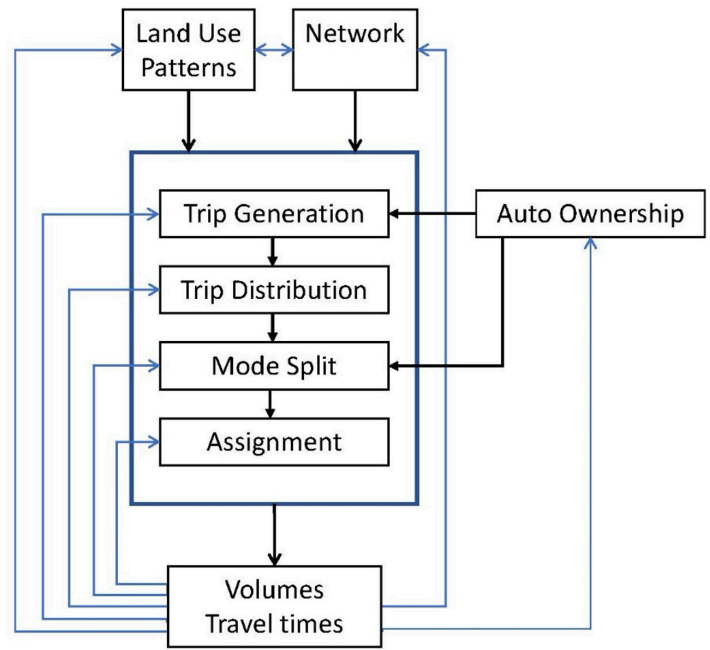 Land Use
Patterns
Network
Trip Generation
Auto Ownership
Trip Distribution
Mode Split
Assignment
Volumes
Travel times